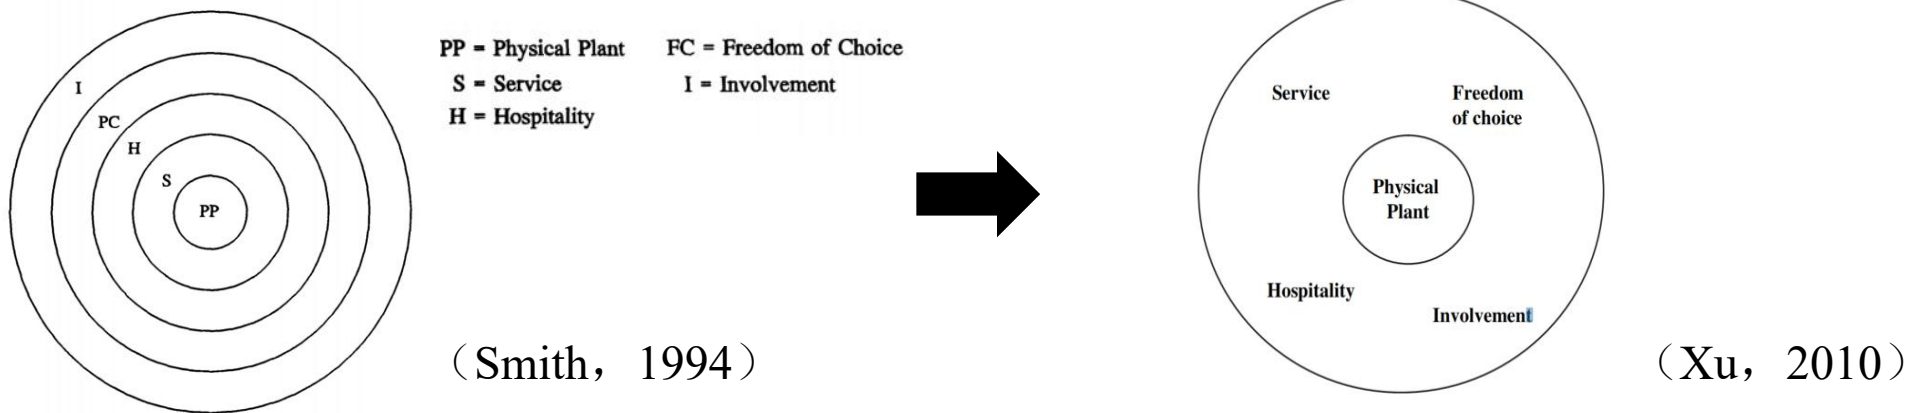 I
PC
H
S
PP
PP = Physical Plant
S = Service
H = Hospitality
FC = Freedom of Choice
I = Involvement
（Smith，1994）
Service
Freedom
of choice
Physical
Plant
Hospitality
Involvement
（Xu，2010）